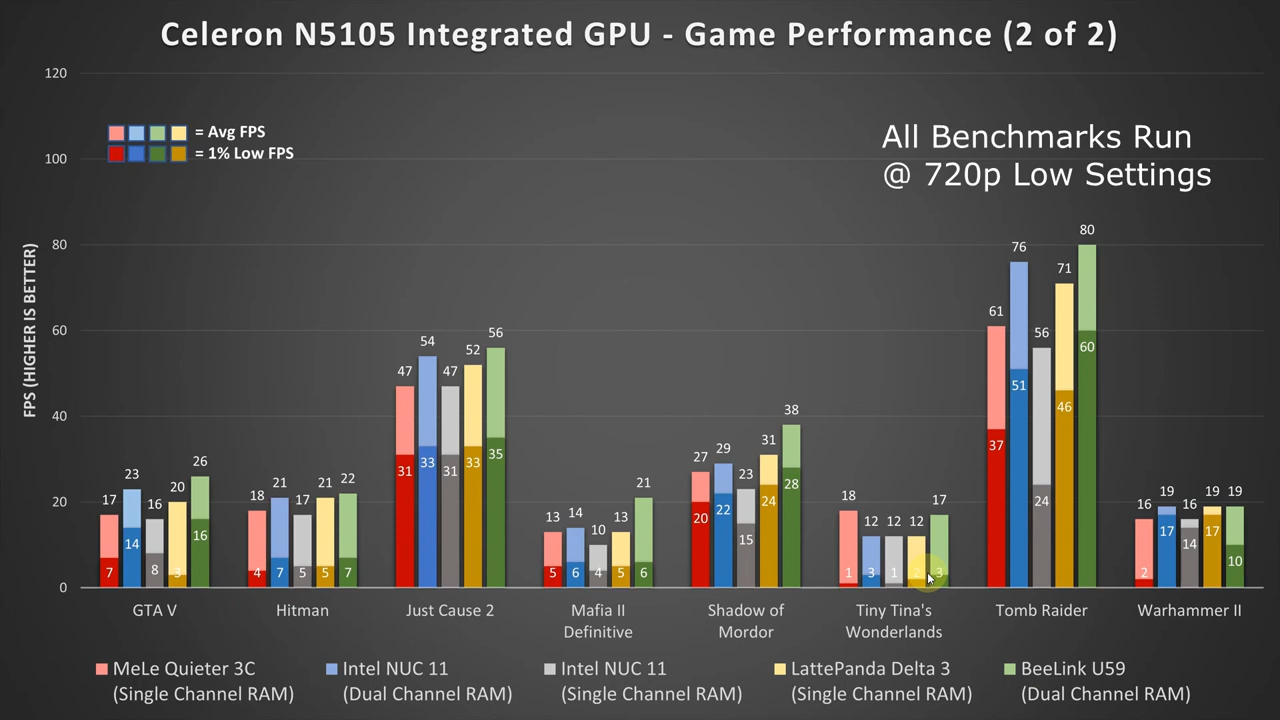 Celeron N5105 Integrated GPU - Game Performance (2 of 2)
120
100
80
60
40
20
0
FPS (HIGHER IS BETTER)
= Avg FPS
= 1% Low FPS
All Benchmarks Run
@ 720p Low Settings
17 23 16 20 26
7 14 8 3 16
18 21 17 21 22
4 7 5 5 7
47 54 47 52 56
31 33 31 33 35
13 14 10 13 21
5 6 4 5 6
27 29 23 31 38
20 22 15 24 28
18 12 12 12 17
1 3 1 2 3
61 76 56 71 80
37 51 24 46 60
16 19 16 19 19
2 17 14 17 10
GTA V
Hitman
Just Cause 2
Mafia II
Definitive
Shadow of
Mordor
Tiny Tina's
Wonderlands
Tomb Raider
Warhammer II
MeLe Quieter 3C
(Single Channel RAM)
Intel NUC 11
(Dual Channel RAM)
Intel NUC 11
(Single Channel RAM)
LattePanda Delta 3
(Single Channel RAM)
BeeLink U59
(Dual Channel RAM)